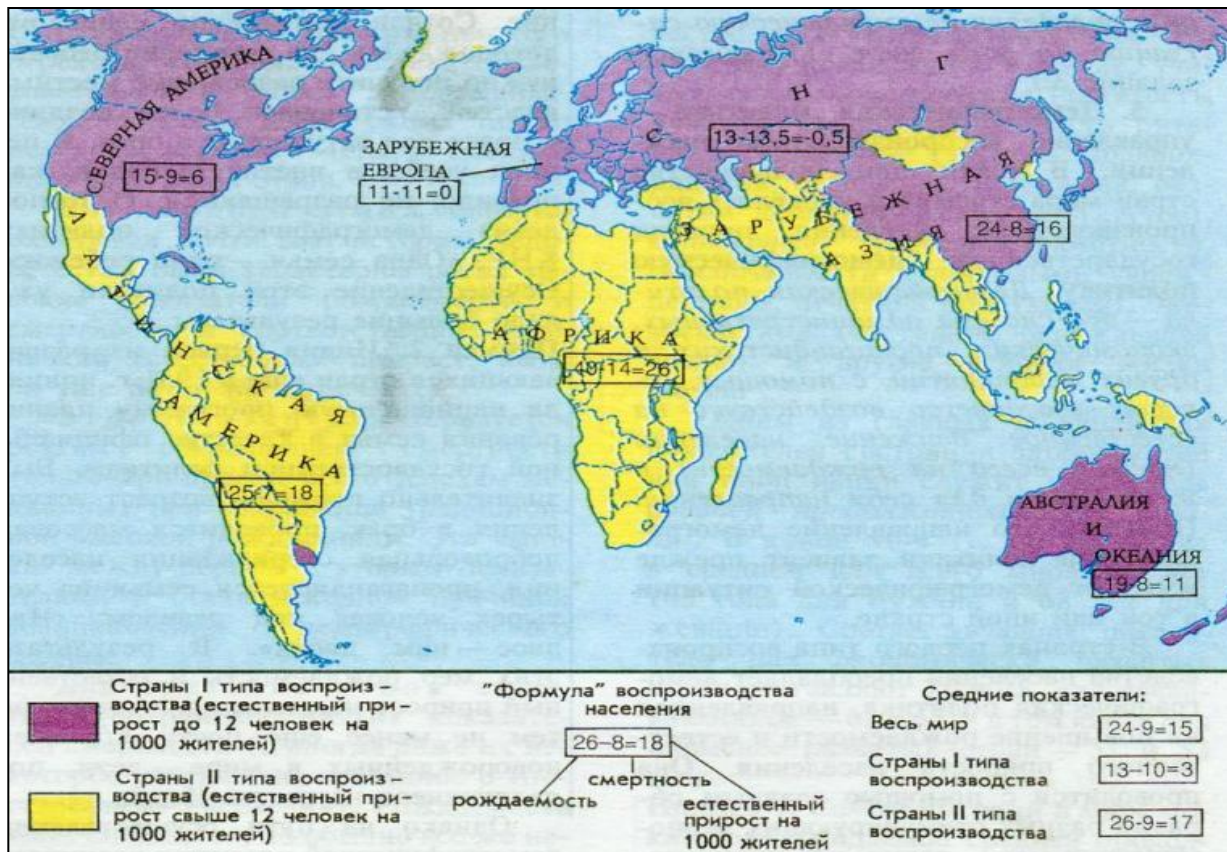 СЕВЕРНАЯ АМЕРИКА
15-9=6
ЗАРУБЕЖНАЯ
ЕВРОПА
11-11=0
С Н Г
13-13,5=-0,5
ЗАРУБЕЖНАЯ
АЗИЯ
24-8=16
ЛАТИНСКАЯ
АМЕРИКА
25-7=18
АФРИКА
-14=26
АВСТРАЛИЯ
И
ОКЕАНИЯ
19-8=11
Страны I типа воспроиз–
водства (естественный при–
рост до 12 человек на
1000 жителей)
Страны II типа воспроиз-
водства (естественный при-
рост свыше 12 человек на
1000 жителей)
"Формула" воспроизводства
населения
26–8=18
рождаемость
смертность
естественный
прирост на
1000 жителей
Средние показатели:
Весь мир
24-9=15
Страны I типа
воспроизводства
13–10=3
Страны II типа
воспроизводства
26-9=17